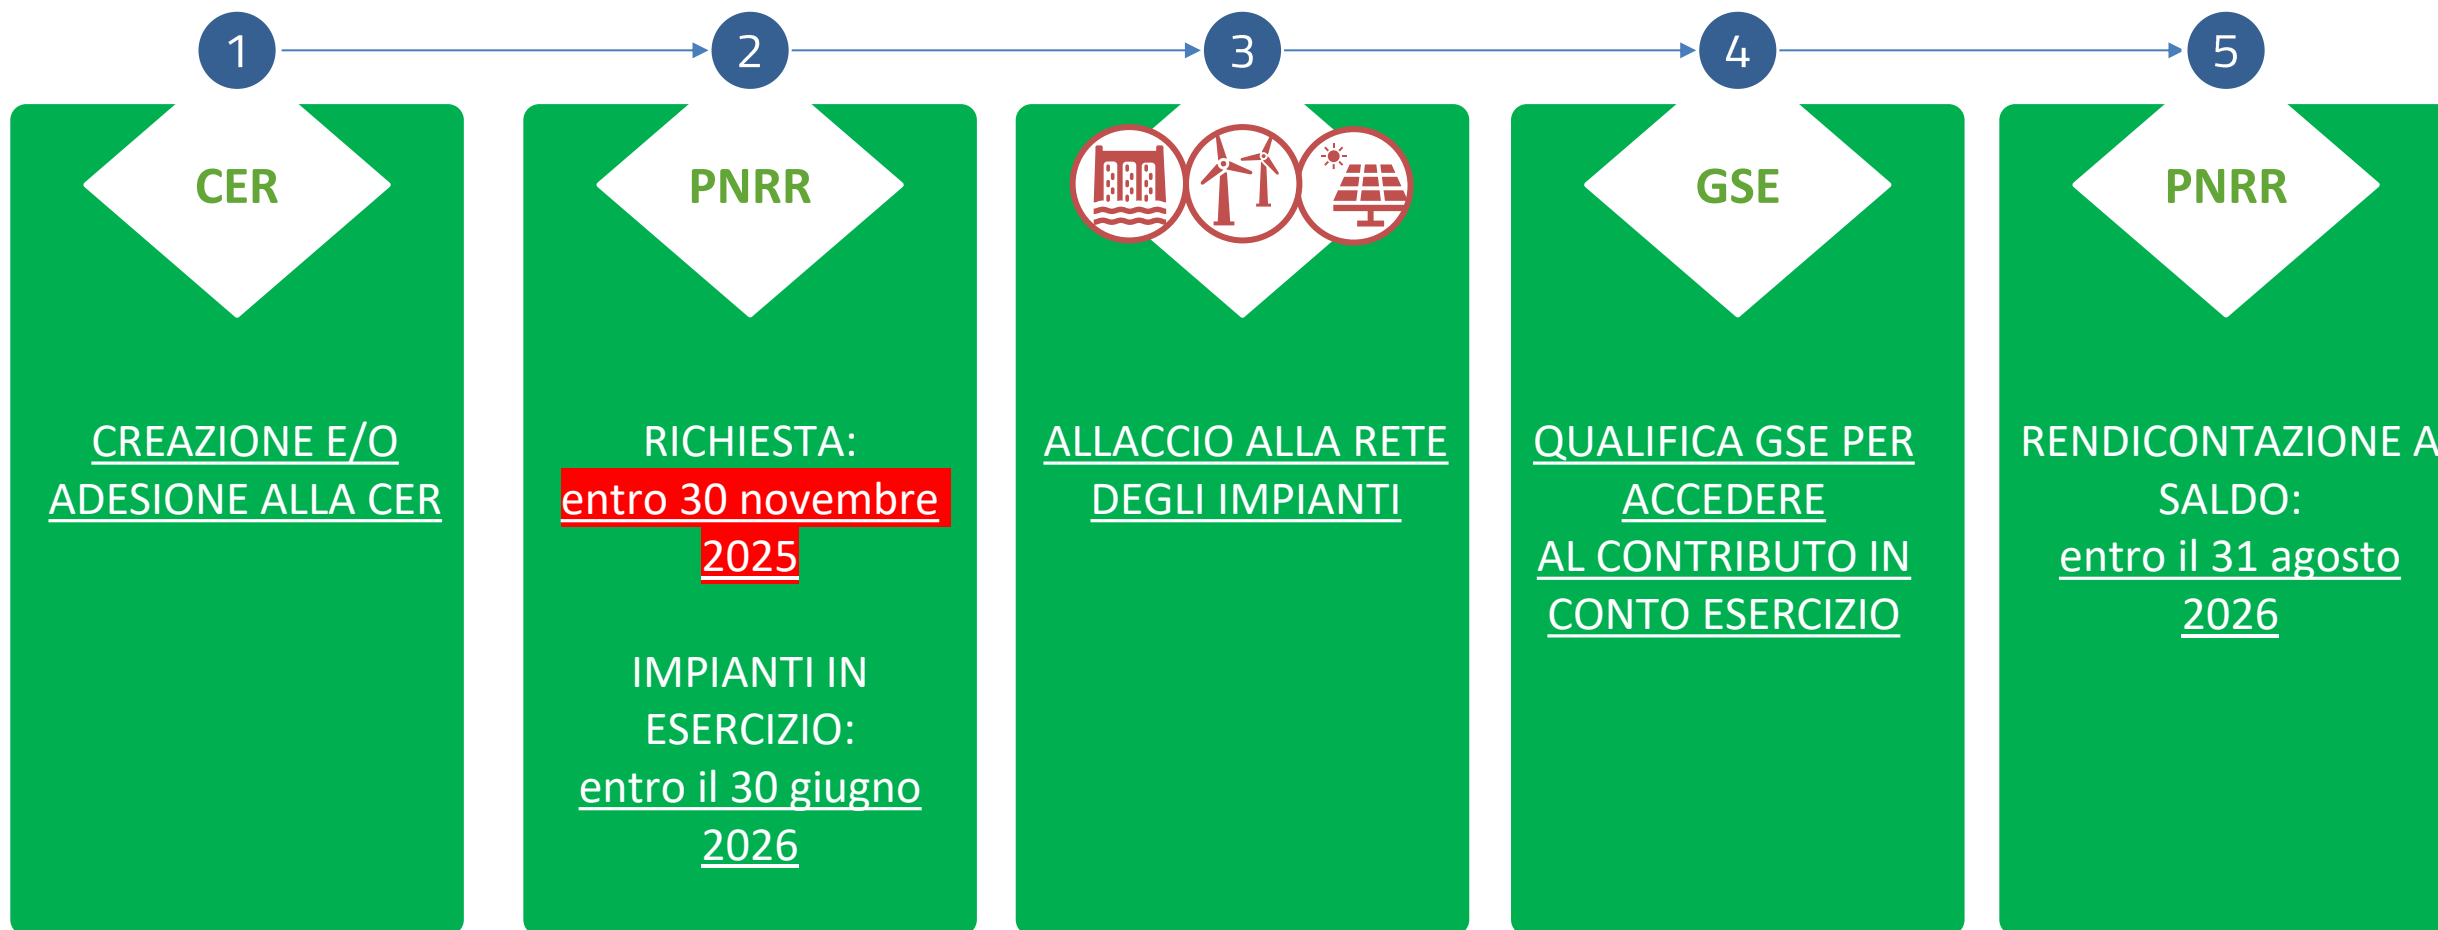 1
2
3
4
5
CER
CREAZIONE E/O
ADESIONE ALLA CER
PNRR
RICHIESTA:
entro 30 novembre
2025
IMPIANTI IN
ESERCIZIO:
entro il 30 giugno
2026
ALLACCIO ALLA RETE
DEGLI IMPIANTI
GSE
QUALIFICA GSE PER
ACCEDERE
AL CONTRIBUTO IN
CONTO ESERCIZIO
PNRR
RENDICONTAZIONE A
SALDO:
entro il 31 agosto
2026